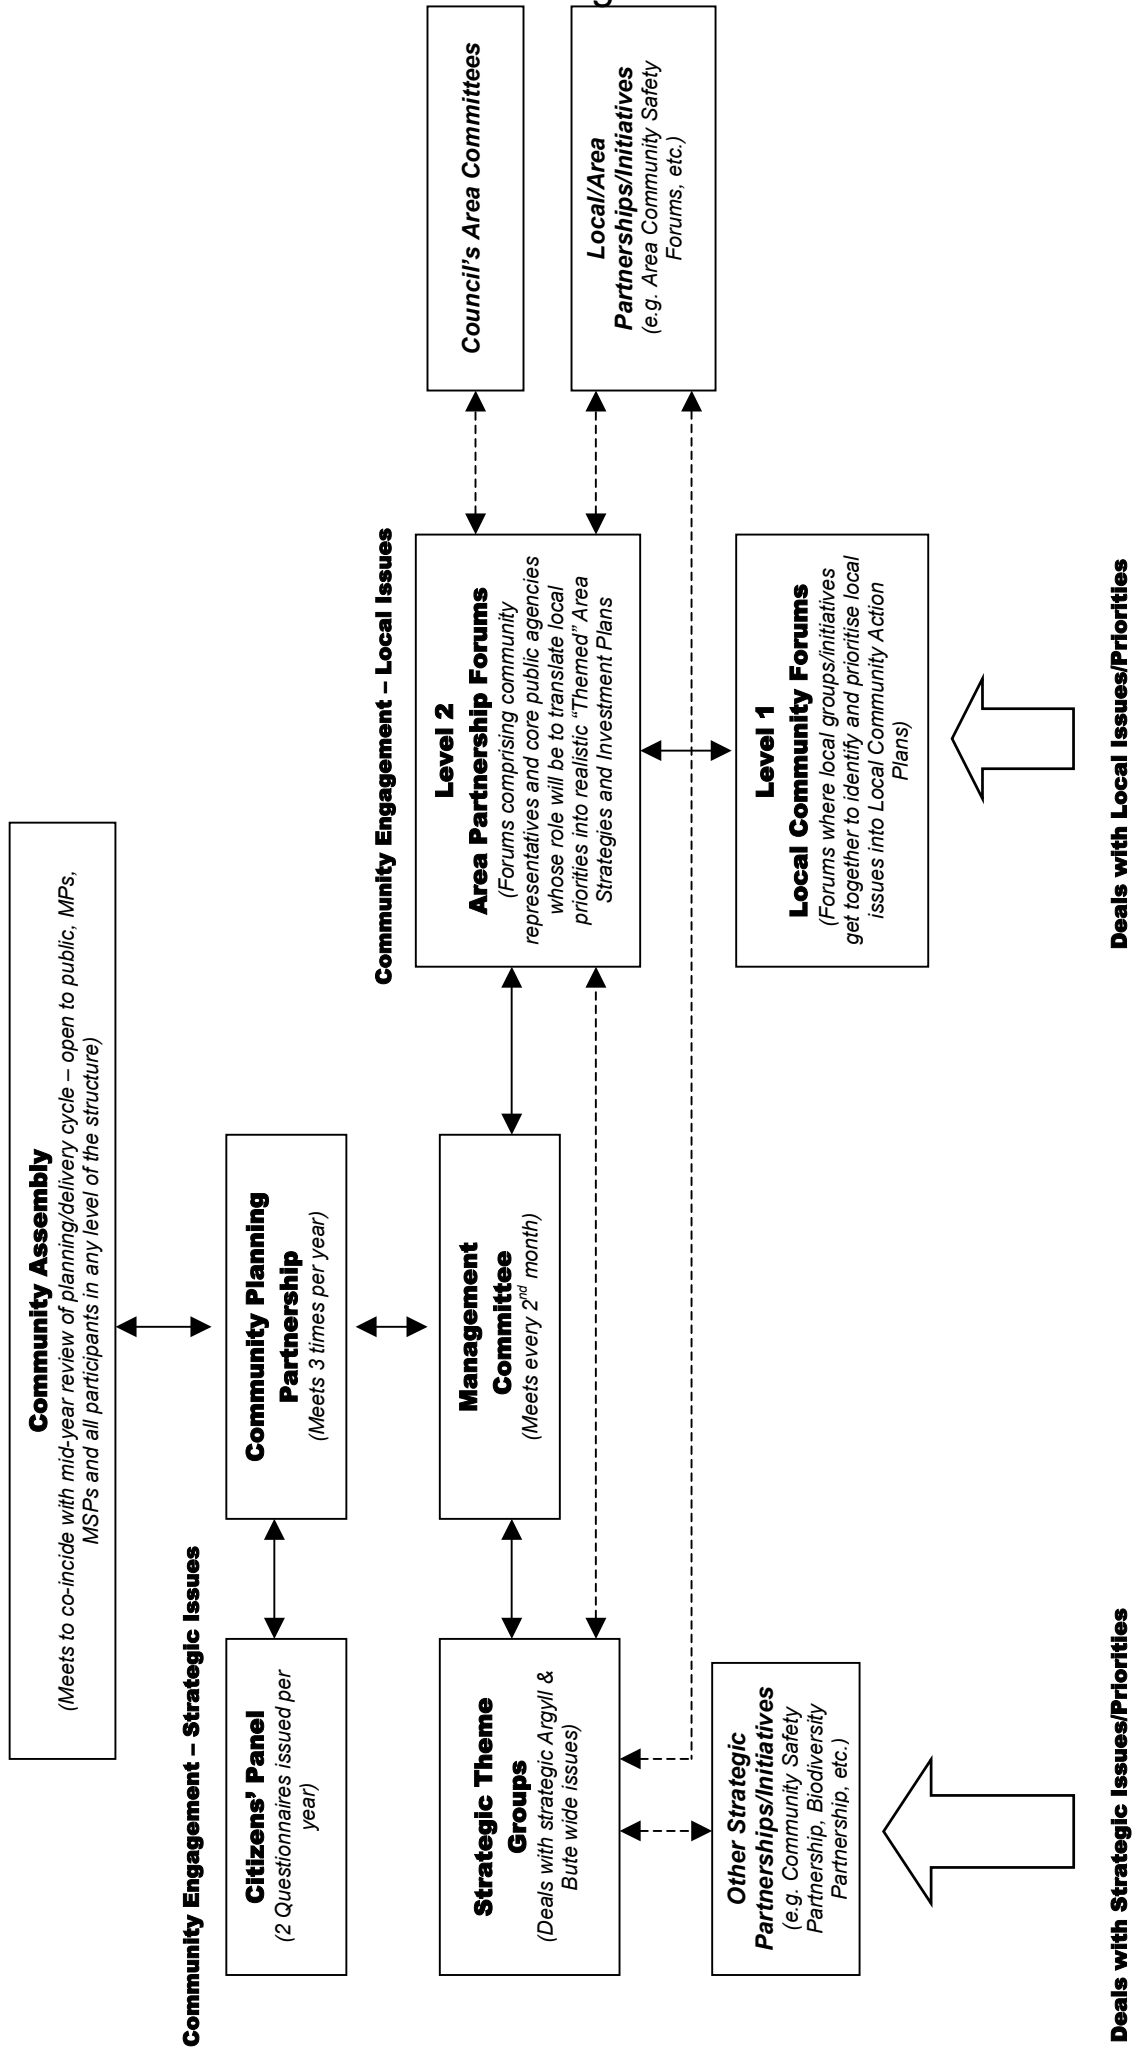 Community Assembly
(Meets to co-incide with mid-year review of planning/delivery cycle – open to public, MPs,
MSPs and all participants in any level of the structure)
Community Engagement – Strategic Issues
Citizens’ Panel
(2 Questionnaires issued per
year)
Community Planning
Partnership
(Meets 3 times per year)
Strategic Theme
Groups
(Deals with strategic Argyll &
Bute wide issues)
Management
Committee
(Meets every 2nd month)
Community Engagement – Local Issues
Level 2
Area Partnership Forums
(Forums comprising community
representatives and core public agencies
whose role will be to translate local
priorities into realistic “Themed” Area
Strategies and Investment Plans
Council's Area Committees
Local/Area
Partnerships/Initiatives
(e.g. Area Community Safety
Forums, etc.)
Other Strategic
Partnerships/Initiatives
(e.g. Community Safety
Partnership, Biodiversity
Partnership, etc.)
Level 1
Local Community Forums
(Forums where local groups/initiatives
get together to identify and prioritise local
issues into Local Community Action
Plans)
Deals with Strategic Issues/Priorities
Deals with Local Issues/Priorities